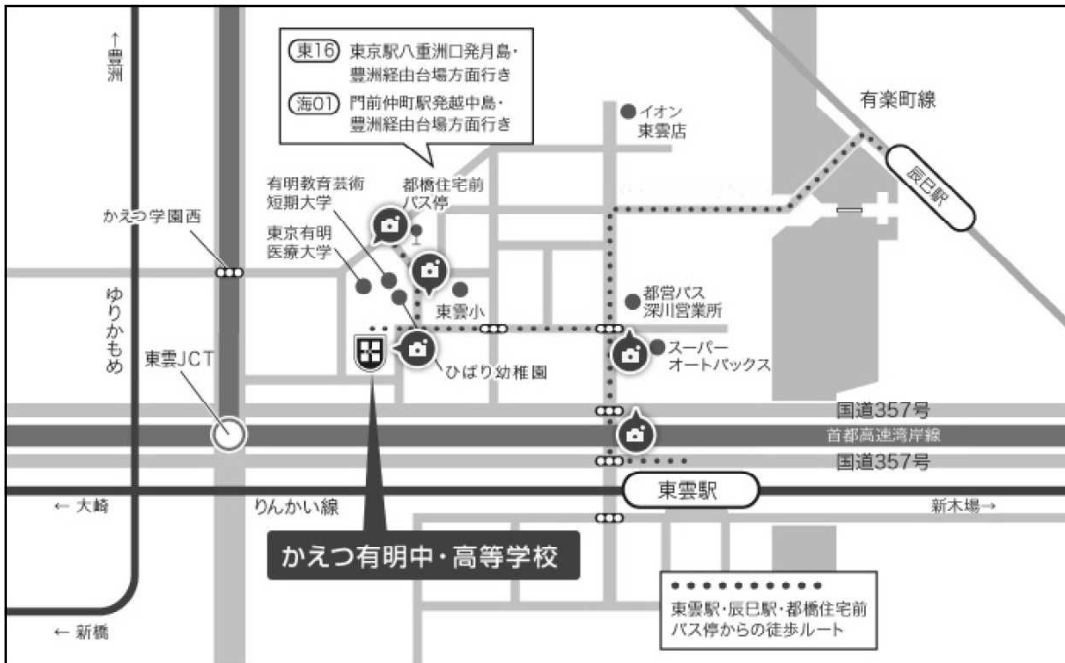 ↑豊洲
東16 東京駅八重洲口発月島・
豊洲経由台場方面行き
海01 門前仲町駅発越中島・
豊洲経由台場方面行き
イオン
東雲店
有楽町線
辰巳駅
有明教育芸術
短期大学
都橋住宅前
バス停
かえつ学園西
東京有明
医療大学
ゆりかもめ
東雲小
都営バス
深川営業所
東雲JCT
ひばり幼稚園
スーパー
オートバックス
国道357号
首都高速湾岸線
国道357号
← 大崎
りんかい線
東雲駅
新木場→
かえつ有明中・高等学校
東雲駅・辰巳駅・都橋住宅前
バス停からの徒歩ルート
← 新橋